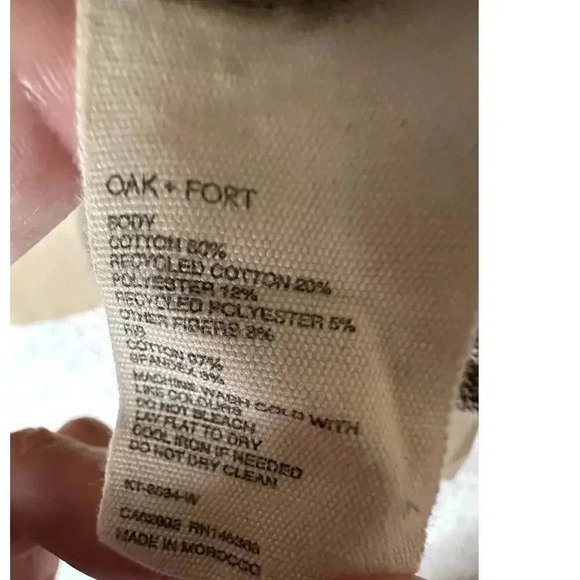 OAK + FORT
BODY
COTTON 60%
RECYCLED COTTON 20%
POLYESTER 12%
RECYCLED POLYESTER 5%
OTHER FIBERS 3%
RIB
COTTON 97%
SPANDEX 3%
MACHINE WASH COLD WITH
LIKE COLOURS
DO NOT BLEACH
LAY FLAT TO DRY
COOL IRON IF NEEDED
DO NOT DRY CLEAN
MADE IN MOROCCO